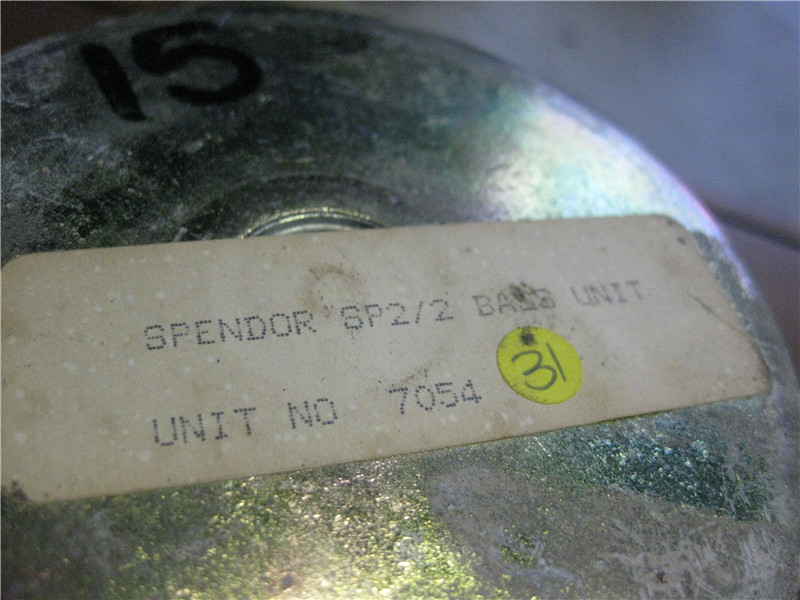 15
SPENDOR SP2/2 BASS UNIT
31
UNIT NO 7054